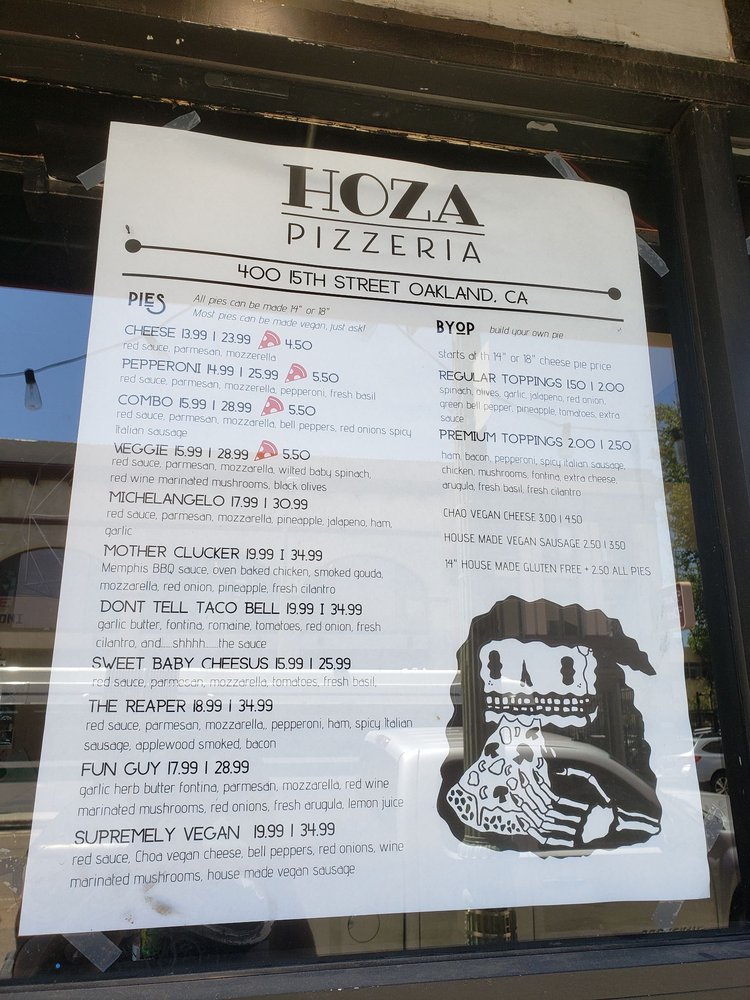 HOZA
PIZZERIA
400 15TH STREET OAKLAND, CA
PIES
All pies can be made 14" or 18"
Most pies can be made vegan, just ask!
CHEESE 13.99 | 23.99 4.50
red sauce, parmesan, mozzarella
PEPPERONI 14.99 | 25.99 5.50
red sauce, parmesan, mozzarella, pepperoni, fresh basil
COMBO 15.99 | 28.99 5.50
red sauce, parmesan, mozzarella, bell peppers, red onions spicy
Italian sausage
VEGGIE 15.99 | 28.99 5.50
red sauce, parmesan, mozzarella, wilted baby spinach,
red wine marinated mushrooms, black olives
MICHELANGELO 17.99 | 30.99
red sauce, parmesan, mozzarella, pineapple, jalapeno, ham,
garlic
MOTHER CLUCKER 19.99 I 34.99
Memphis BBQ sauce, oven baked chicken, smoked gouda,
mozzarella, red onion, pineapple, fresh cilantro
DONT TELL TACO BELL 19.99 I 34.99
garlic butter, fontina, romaine, tomatoes, red onion, fresh
cilantro, and.....shhhh.....the sauce
SWEET BABY CHEESUS 15.99 | 25.99
red sauce, parmesan, mozzarella, tomatoes, fresh basil,
THE REAPER 18.99 | 34.99
red sauce, parmesan, mozzarella,, pepperoni, ham, spicy Italian
sausage, applewood smoked, bacon
FUN GUY 17.99 | 28.99
garlic herb butter fontina, parmesan, mozzarella, red wine
marinated mushrooms, red onions, fresh arugula, lemon juice
SUPREMELY VEGAN 19.99 | 34.99
red sauce, Choa vegan cheese, bell peppers, red onions, wine
marinated mushrooms, house made vegan sausage
BYOP build your own pie
starts at th 14" or 18" cheese pie price
REGULAR TOPPINGS 1.50 | 2.00
spinach, olives, garlic, jalapeno, red onion,
green bell pepper, pineapple, tomatoes, extra
sauce
PREMIUM TOPPINGS 2.00 | 2.50
ham, bacon, pepperoni, spicy italian sausage,
chicken, mushrooms, fontina, extra cheese,
arugula, fresh basil, fresh cilantro
CHAO VEGAN CHEESE 3.00 | 4.50
HOUSE MADE VEGAN SAUSAGE 2.50 | 3.50
14" HOUSE MADE GLUTEN FREE + 2.50 ALL PIES